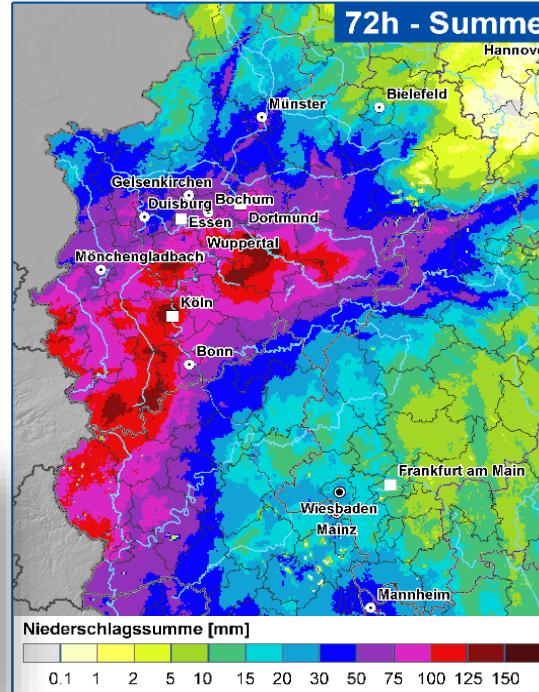 72h - Summe
Hannove
Bielefeld
Münster
Gelsenkirchen
Duisburg
Bochum
Essen
Dortmund
Wuppertal
Mönchengladbach
Köln
Bonn
Frankfurt am Main
Wiesbaden
Mainz
Mannheim
Niederschlagssumme [mm]
0.1 1 2 5 10 15 20 30 50 75 100 125 150